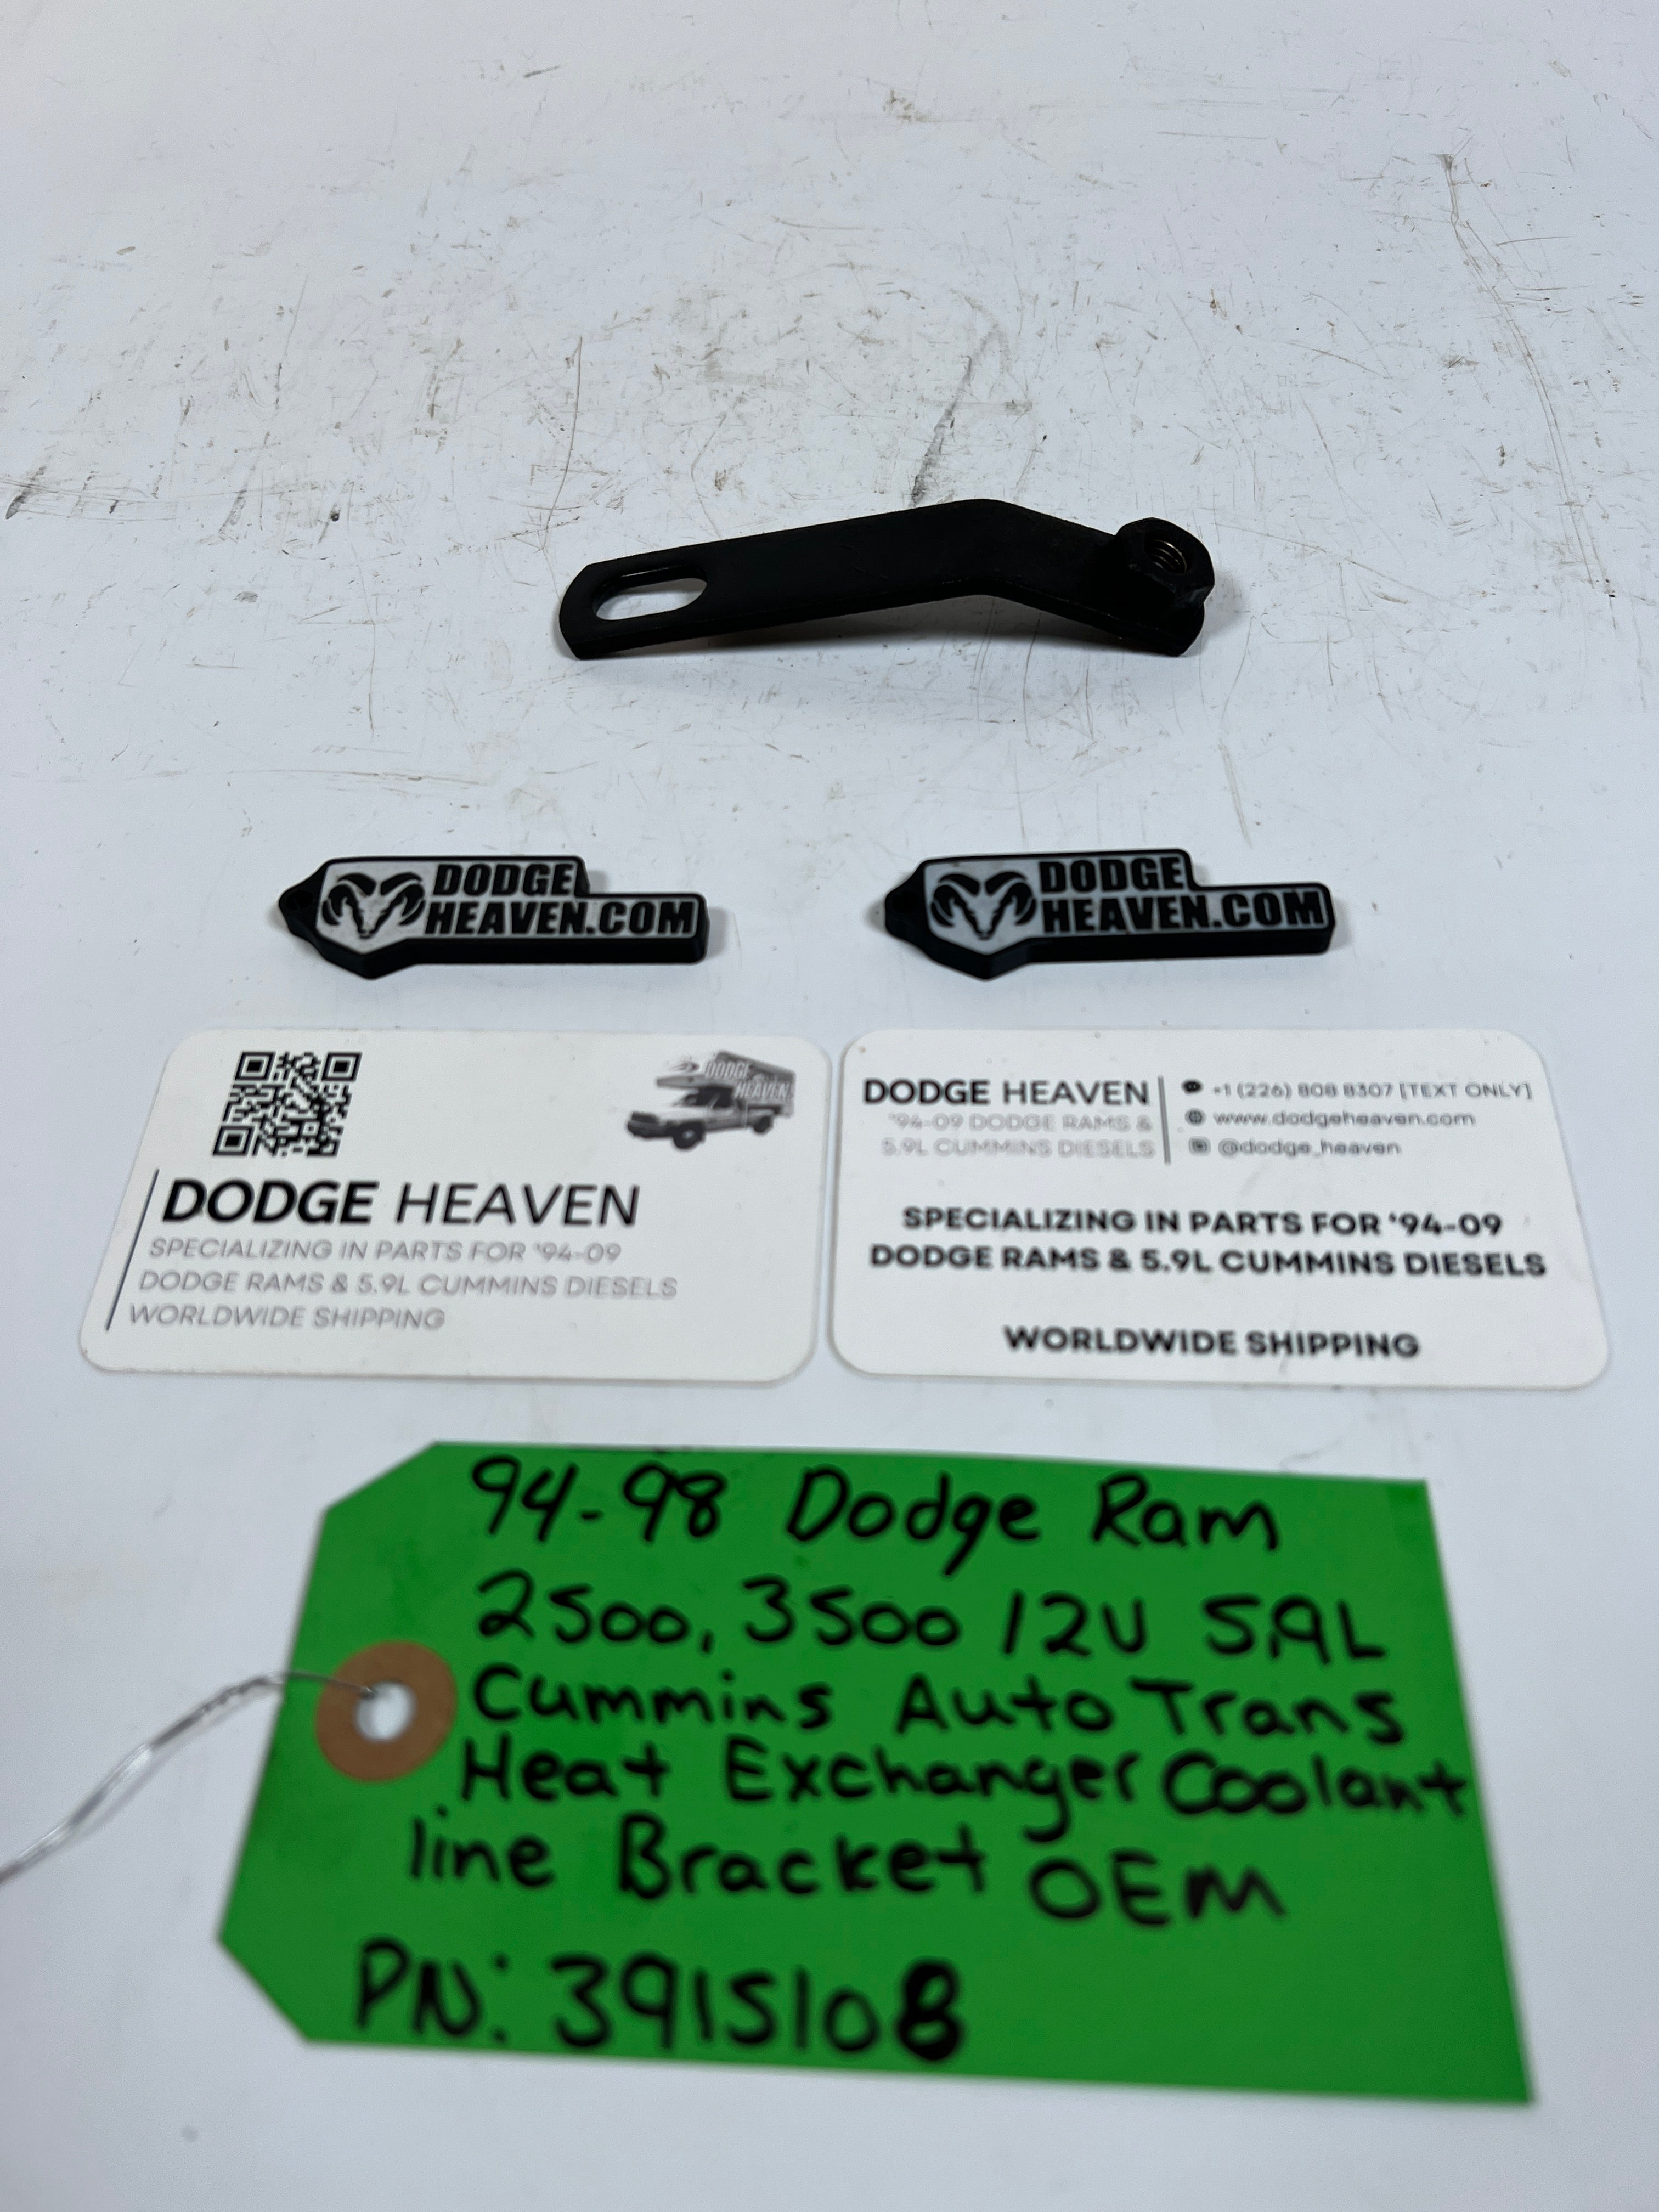 DODGE
HEAVEN.COM
DODGE
HEAVEN.COM
DODGE
HEAVEN
DODGE HEAVEN
SPECIALIZING IN PARTS FOR '94-09
DODGE RAMS & 5.9L CUMMINS DIESELS
WORLDWIDE SHIPPING
DODGE HEAVEN
'94-09 DODGE RAMS &
5.9L CUMMINS DIESELS
+1 (226) 808 8307 [TEXT ONLY]
www.dodgeheaven.com
@dodge_heaven
SPECIALIZING IN PARTS FOR '94-09
DODGE RAMS & 5.9L CUMMINS DIESELS
WORLDWIDE SHIPPING
94-98 Dodge Ram
2500, 3500 12V 5.9L
Cummins Auto Trans
Heat Exchanger Coolant
line Bracket OEM
PN: 3915108